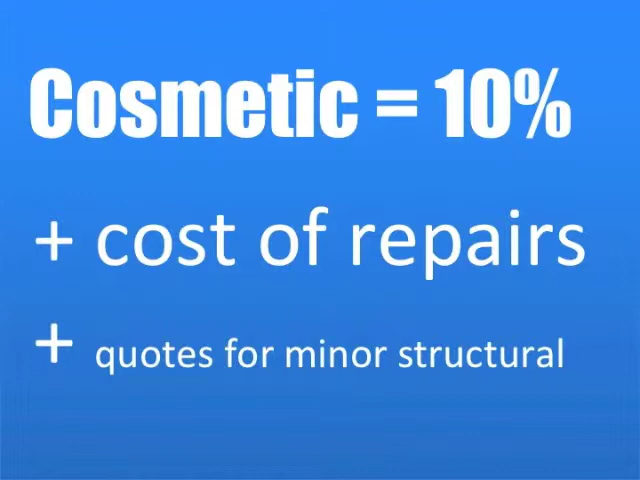 Cosmetic = 10%
+ cost of repairs
+ quotes for minor structural